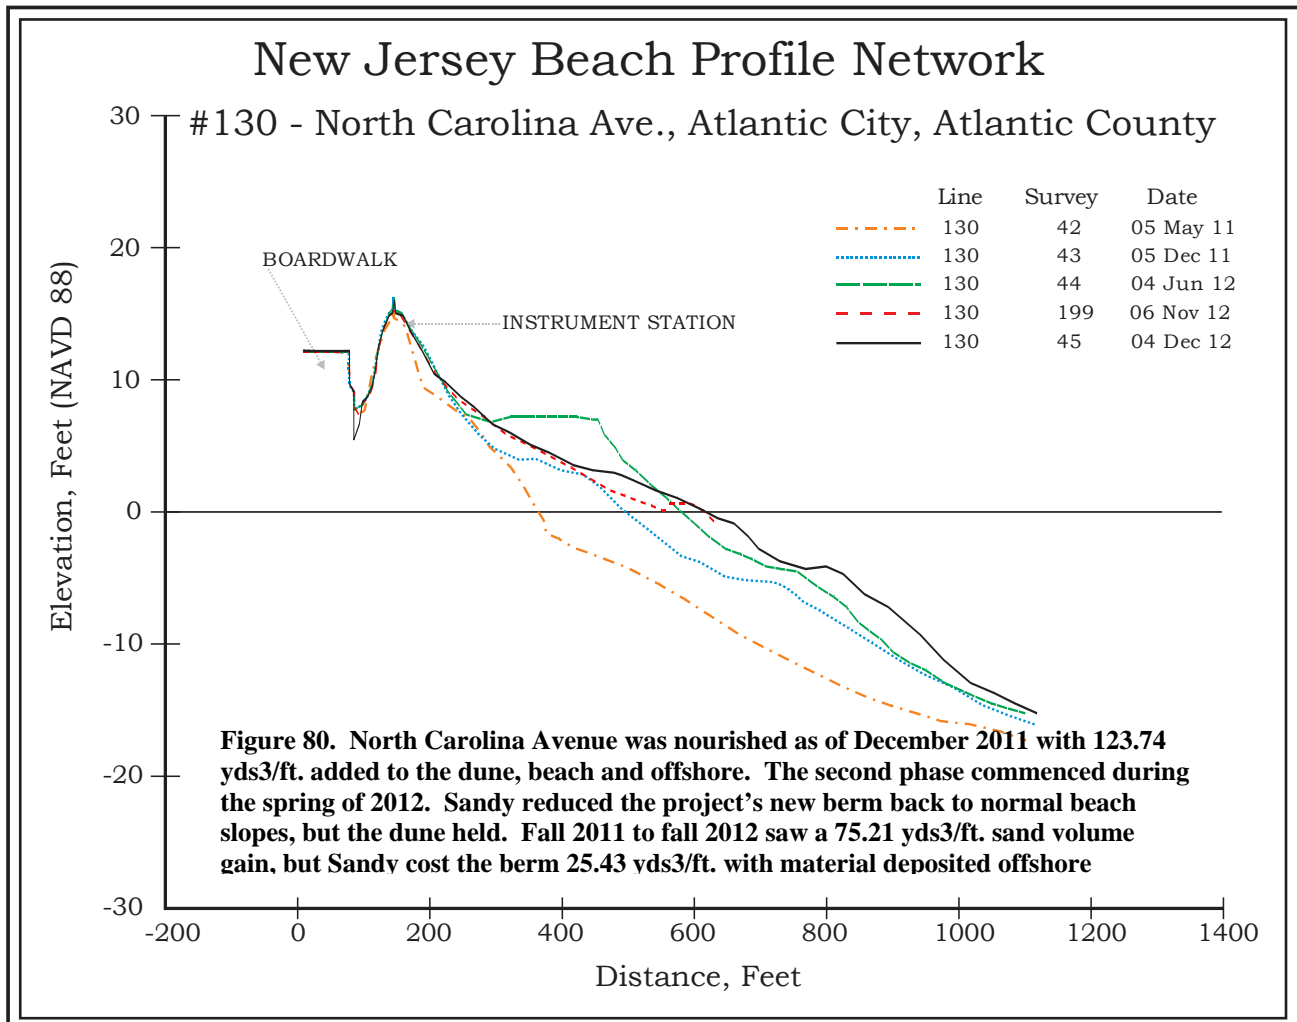 New Jersey Beach Profile Network
#130 - North Carolina Ave., Atlantic City, Atlantic County
Line Survey Date
130 42 05 May 11
130 43 05 Dec 11
130 44 04 Jun 12
130 199 06 Nov 12
130 45 04 Dec 12
BOARDWALK
INSTRUMENT STATION
Elevation, Feet (NAVD 88)
30
20
10
0
-10
-20
-30
Figure 80. North Carolina Avenue was nourished as of December 2011 with 123.74
yds3/ft. added to the dune, beach and offshore. The second phase commenced during
the spring of 2012. Sandy reduced the project's new berm back to normal beach
slopes, but the dune held. Fall 2011 to fall 2012 saw a 75.21 yds3/ft. sand volume
gain, but Sandy cost the berm 25.43 yds3/ft. with material deposited offshore
-200 0 200 400 600 800 1000 1200 1400
Distance, Feet